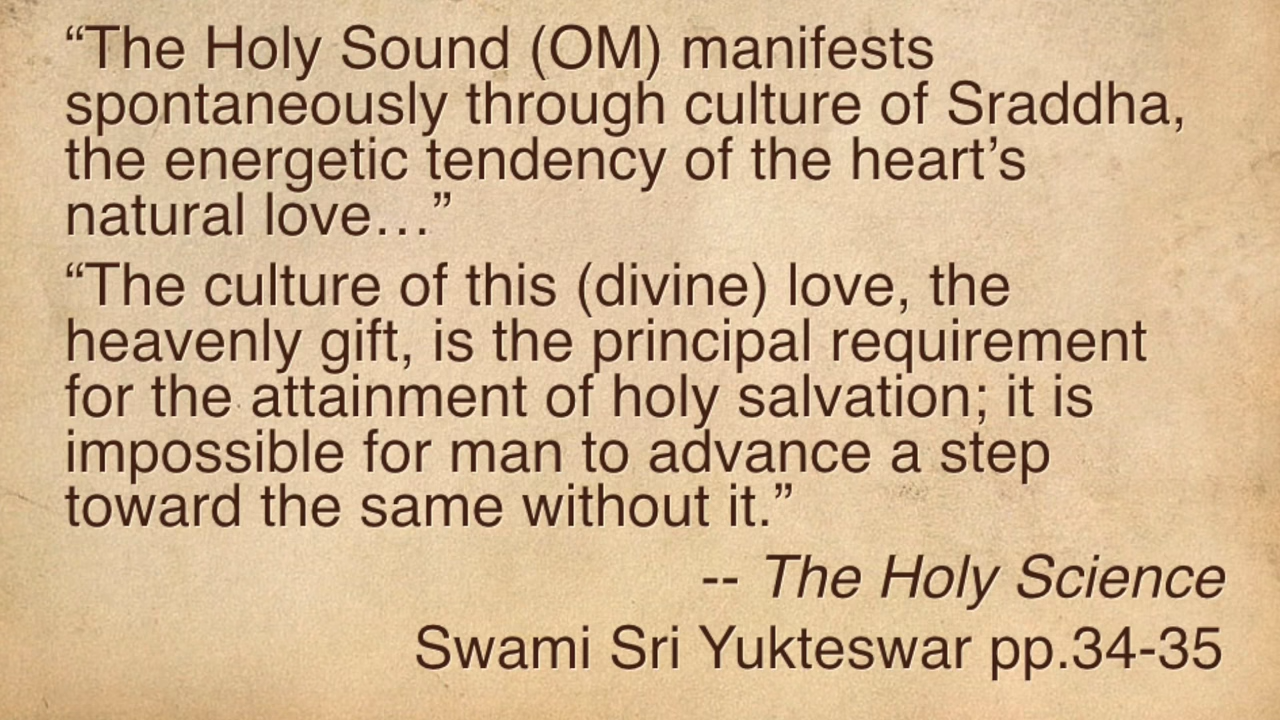 “The Holy Sound (OM) manifests
spontaneously through culture of Sraddha,
the energetic tendency of the heart’s
natural love…”
“The culture of this (divine) love, the
heavenly gift, is the principal requirement
for the attainment of holy salvation; it is
impossible for man to advance a step
toward the same without it.”
-- The Holy Science
Swami Sri Yukteswar pp.34-35